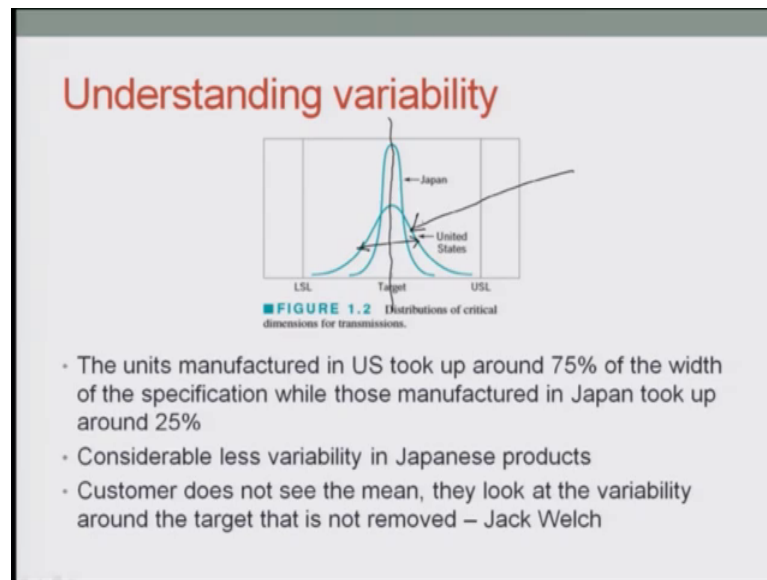 Understanding variability
Japan
United
States
LSL
Target
USL
■FIGURE 1.2 Distributions of critical
dimensions for transmissions.
• The units manufactured in US took up around 75% of the width
of the specification while those manufactured in Japan took up
around 25%
• Considerable less variability in Japanese products
• Customer does not see the mean, they look at the variability
around the target that is not removed – Jack Welch